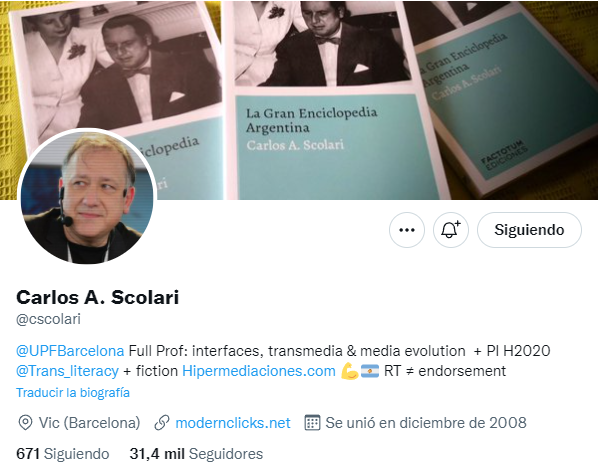 nciclopedia
lari
La Gran Enciclopedia
Argentina
Carlos A. Scolari
La Gran Enciclopedia
Argentina
Carlos A. Scolari
FACTOTUM
EDICIONES
Siguiendo
Carlos A. Scolari
@cscolari
@UPFBarcelona Full Prof: interfaces, transmedia & media evolution + PI H2020
@Trans_literacy + fiction Hipermediaciones.com 💪🇦🇷 RT ≠ endorsement
Traducir la biografía
Vic (Barcelona) modernclicks.net Se unió en diciembre de 2008
671 Siguiendo 31,4 mil Seguidores